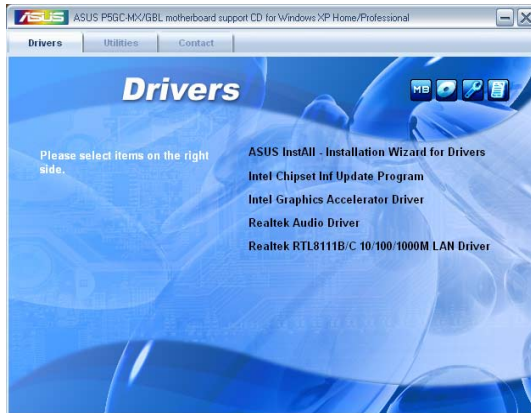 ASUS ASUS P5GC-MX/GBL motherboard support CD for Windows XP Home/Professional
Drivers Utilities Contact
Drivers
MB
Please select items on the right
side.
ASUS InstAll - Installation Wizard for Drivers
Intel Chipset Inf Update Program
Intel Graphics Accelerator Driver
Realtek Audio Driver
Realtek RTL8111B/C 10/100/1000M LAN Driver